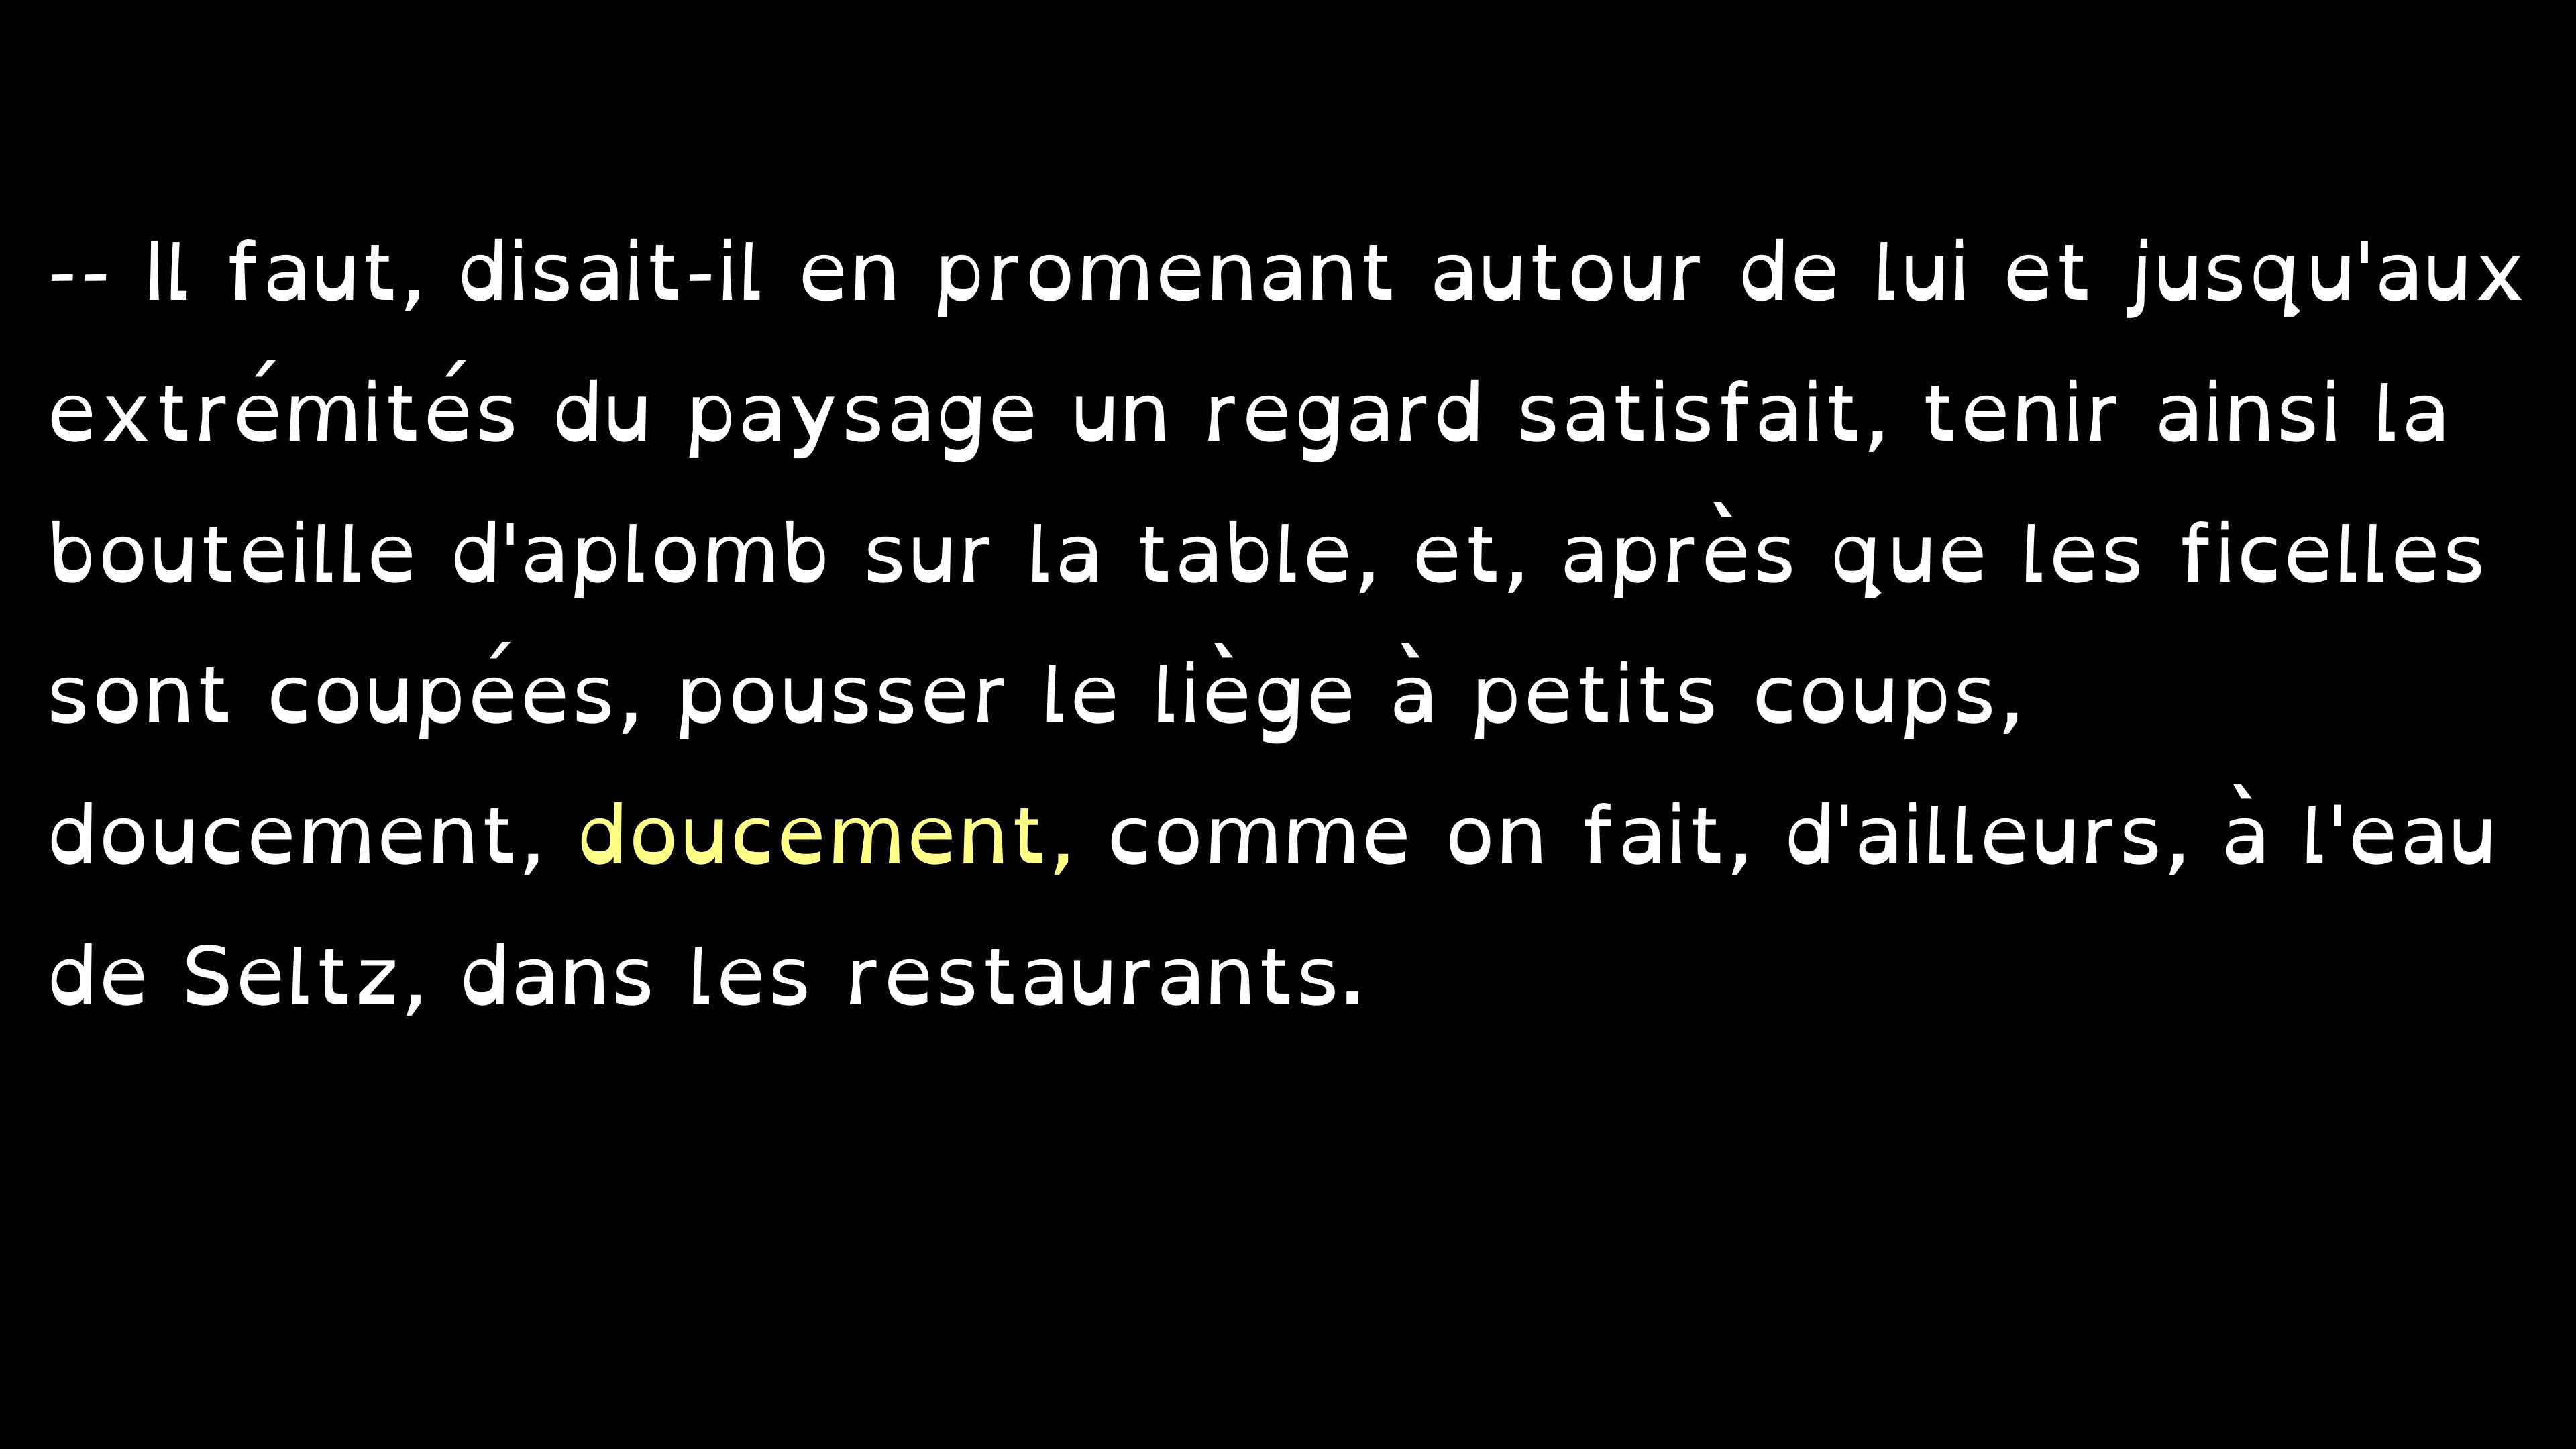 -- Il faut, disait-il en promenant autour de lui et jusqu'aux
extrémités du paysage un regard satisfait, tenir ainsi la
bouteille d'aplomb sur la table, et, après que les ficelles
sont coupées, pousser le liège à petits coups,
doucement, doucement, comme on fait, d'ailleurs, à l'eau
de Seltz, dans les restaurants.